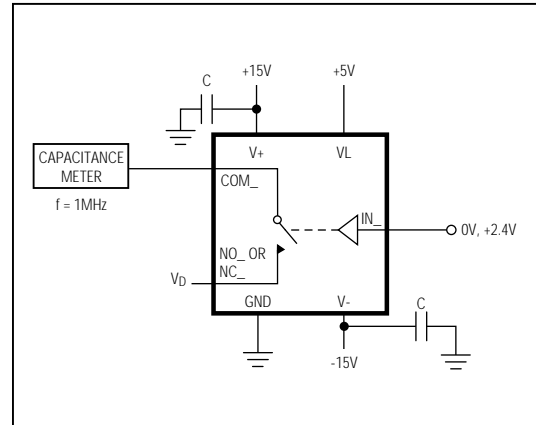 +15V
+5V
C
V+
VL
CAPACITANCE
METER
COM_
f = 1MHz
IN_
0V, +2.4V
NO_ OR
NC_
VD
GND
V-
C
-15V